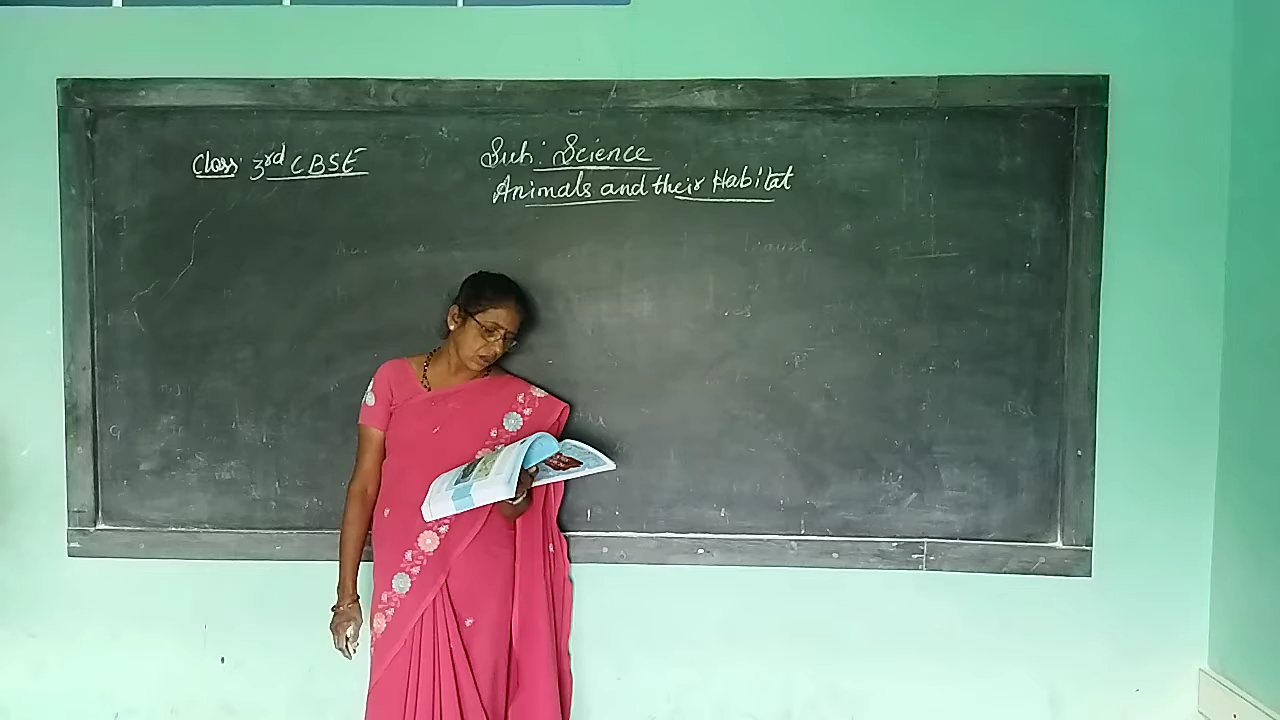 Class: 3rd CBSE
Sub: Science
Animals and their Habitat